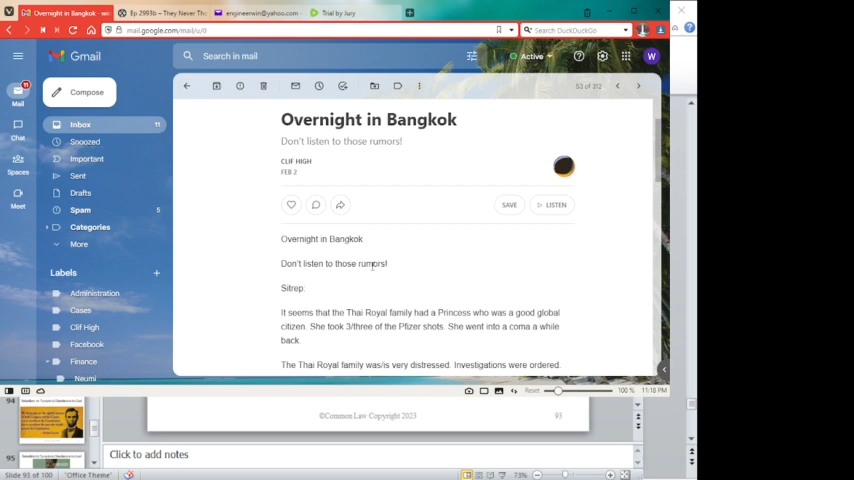 Overnight in Bangkok
Ep 2993b – They Never Tho
engineerwin@yahoo.com -
Trial by Jury
mail.google.com/mail/u/0
Search DuckDuckGo
Gmail
Search in mail
Active
W
11
Mail
Chat
Spaces
Meet
Compose
Inbox 11
Snoozed
Important
Sent
Drafts
Spam 5
Categories
More
Labels
Administration
Cases
Clif High
Facebook
Finance
Neumi
53 of 312
Overnight in Bangkok
Don't listen to those rumors!
CLIF HIGH
FEB 2
SAVE
LISTEN
Overnight in Bangkok
Don't listen to those rumors!
Sitrep:
It seems that the Thai Royal family had a Princess who was a good global
citizen. She took 3/three of the Pfizer shots. She went into a coma a while
back.
The Thai Royal family was/is very distressed. Investigations were ordered.
Reset 100 % 11:18 PM
94
95
©Common Law Copyright 2023 93
Click to add notes
Slide 93 of 100 "Office Theme" 73%